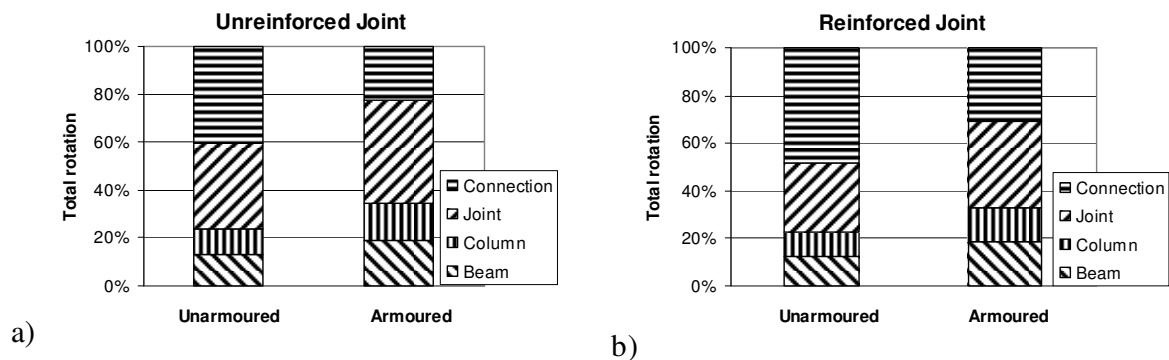 Unreinforced Joint
100%
80%
60%
40%
20%
0%
Total rotation
Connection
Joint
Column
Beam
Unarmoured Armoured
a)
Reinforced Joint
100%
80%
60%
40%
20%
0%
Total rotation
Connection
Joint
Column
Beam
Unarmoured Armoured
b)